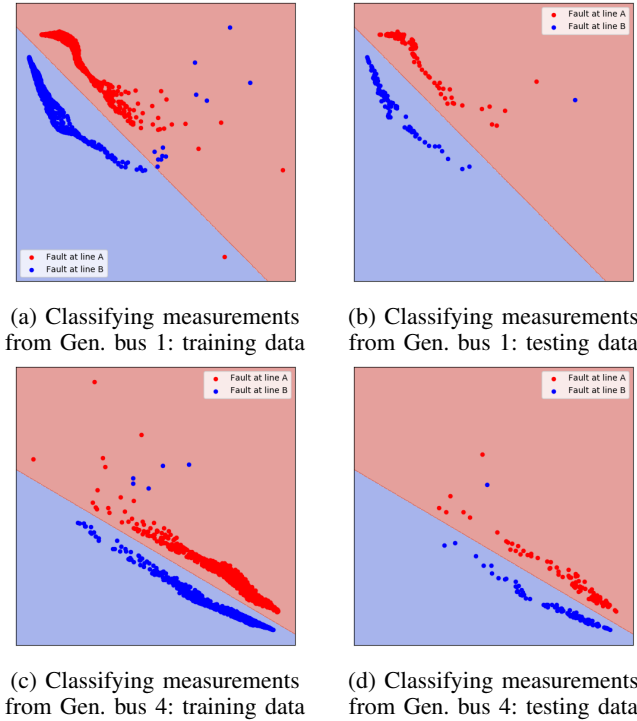 Fault at line A
Fault at line B
Fault at line A
Fault at line B
(a) Classifying measurements
from Gen. bus 1: training data
(b) Classifying measurements
from Gen. bus 1: testing data
Fault at line A
Fault at line B
Fault at line A
Fault at line B
(c) Classifying measurements
from Gen. bus 4: training data
(d) Classifying measurements
from Gen. bus 4: testing data